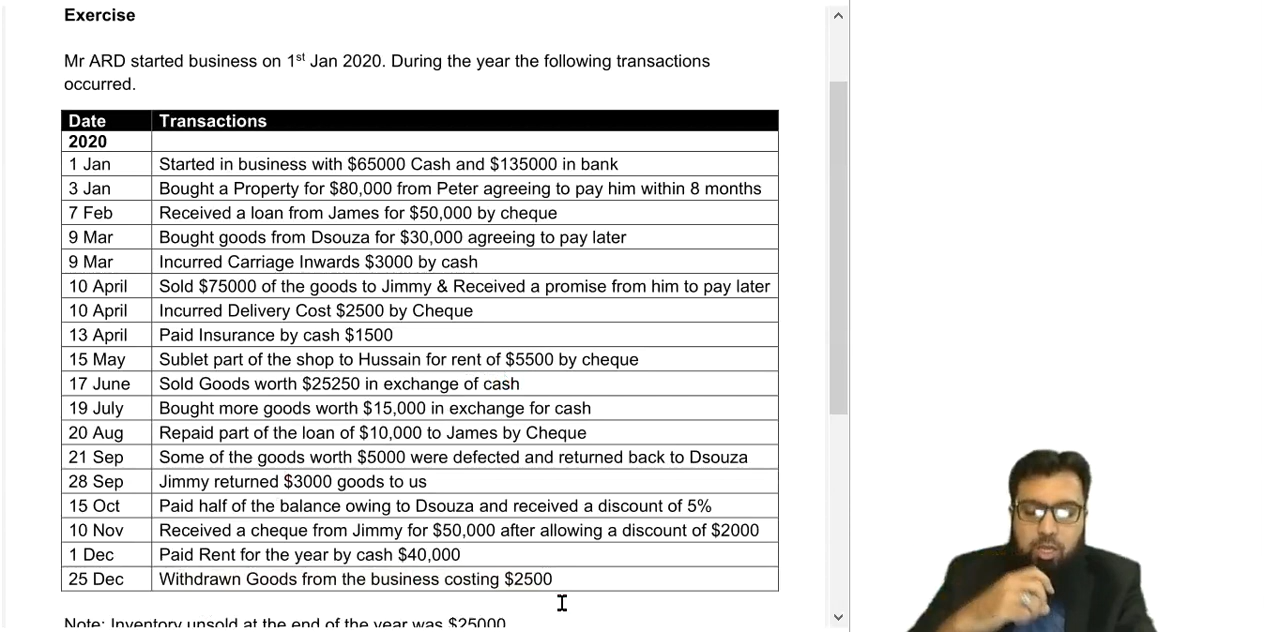 Exercise
Mr ARD started business on 1st Jan 2020. During the year the following transactions
occurred.
Date Transactions
2020
1 Jan Started in business with $65000 Cash and $135000 in bank
3 Jan Bought a Property for $80,000 from Peter agreeing to pay him within 8 months
7 Feb Received a loan from James for $50,000 by cheque
9 Mar Bought goods from Dsouza for $30,000 agreeing to pay later
9 Mar Incurred Carriage Inwards $3000 by cash
10 April Sold $75000 of the goods to Jimmy & Received a promise from him to pay later
10 April Incurred Delivery Cost $2500 by Cheque
13 April Paid Insurance by cash $1500
15 May Sublet part of the shop to Hussain for rent of $5500 by cheque
17 June Sold Goods worth $25250 in exchange of cash
19 July Bought more goods worth $15,000 in exchange for cash
20 Aug Repaid part of the loan of $10,000 to James by Cheque
21 Sep Some of the goods worth $5000 were defected and returned back to Dsouza
28 Sep Jimmy returned $3000 goods to us
15 Oct Paid half of the balance owing to Dsouza and received a discount of 5%
10 Nov Received a cheque from Jimmy for $50,000 after allowing a discount of $2000
1 Dec Paid Rent for the year by cash $40,000
25 Dec Withdrawn Goods from the business costing $2500
Note: Inventory unsold at the end of the year was $25000